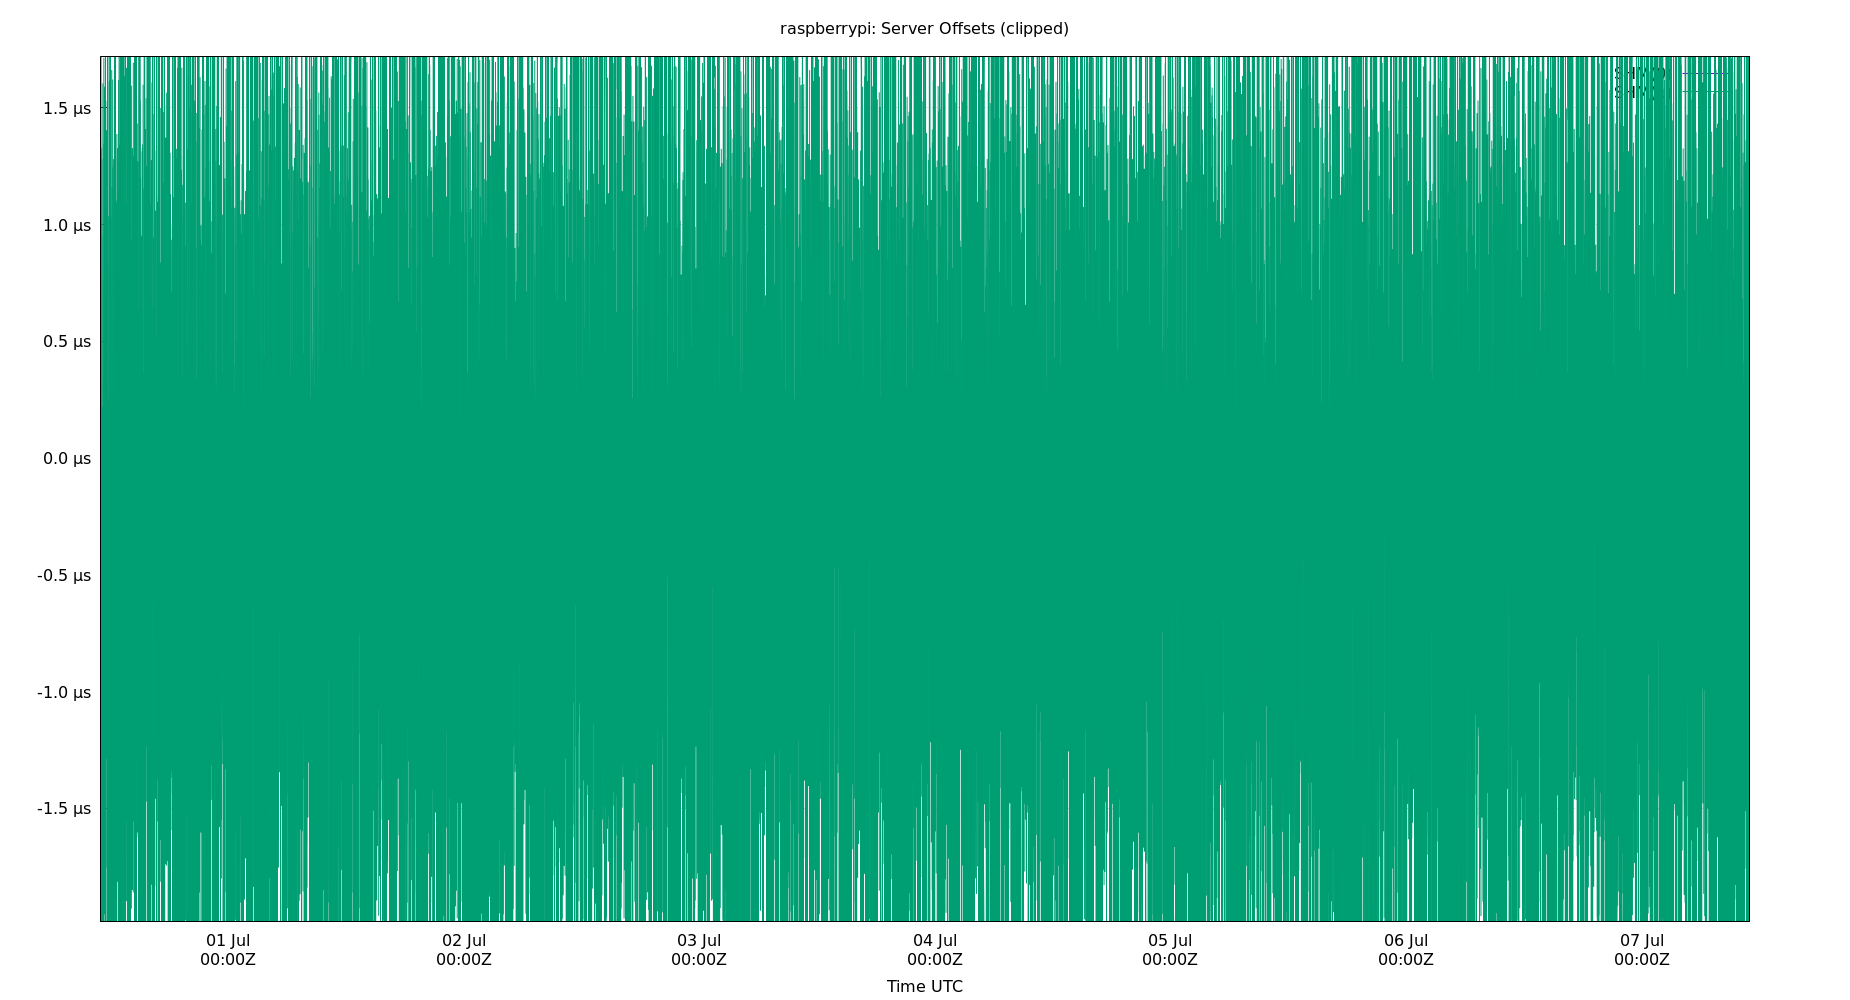 raspberrypi: Server Offsets (clipped)
1.5 µs
1.0 µs
0.5 µs
0.0 µs
-0.5 µs
-1.0 µs
-1.5 µs
01 Jul 02 Jul 03 Jul 04 Jul 05 Jul 06 Jul 07 Jul
00:00Z 00:00Z 00:00Z 00:00Z 00:00Z 00:00Z 00:00Z
Time UTC